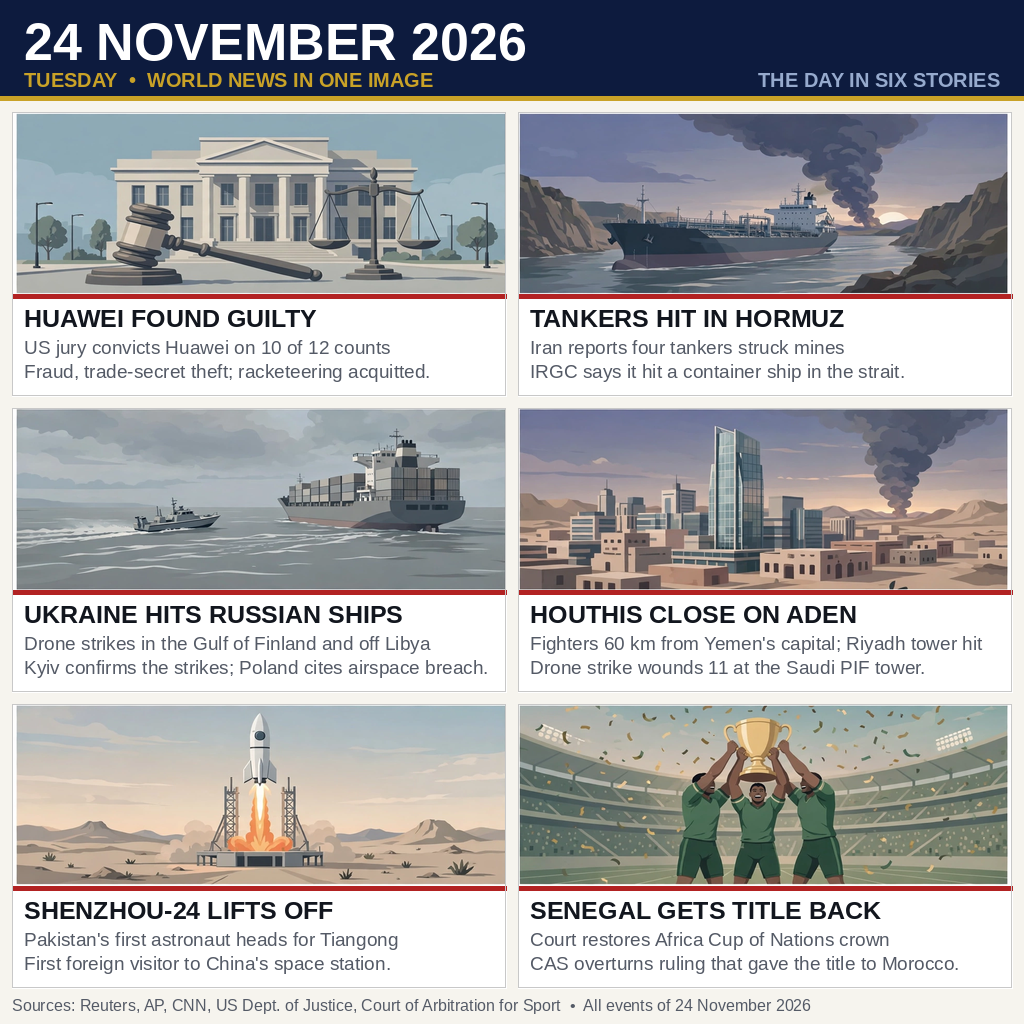 24 NOVEMBER 2026
TUESDAY • WORLD NEWS IN ONE IMAGE
THE DAY IN SIX STORIES
HUAWEI FOUND GUILTY
US jury convicts Huawei on 10 of 12 counts
Fraud, trade-secret theft; racketeering acquitted.
TANKERS HIT IN HORMUZ
Iran reports four tankers struck mines
IRGC says it hit a container ship in the strait.
UKRAINE HITS RUSSIAN SHIPS
Drone strikes in the Gulf of Finland and off Libya
Kyiv confirms the strikes; Poland cites airspace breach.
HOUTHIS CLOSE ON ADEN
Fighters 60 km from Yemen's capital; Riyadh tower hit
Drone strike wounds 11 at the Saudi PIF tower.
SHENZHOU-24 LIFTS OFF
Pakistan's first astronaut heads for Tiangong
First foreign visitor to China's space station.
SENEGAL GETS TITLE BACK
Court restores Africa Cup of Nations crown
CAS overturns ruling that gave the title to Morocco.
Sources: Reuters, AP, CNN, US Dept. of Justice, Court of Arbitration for Sport • All events of 24 November 2026